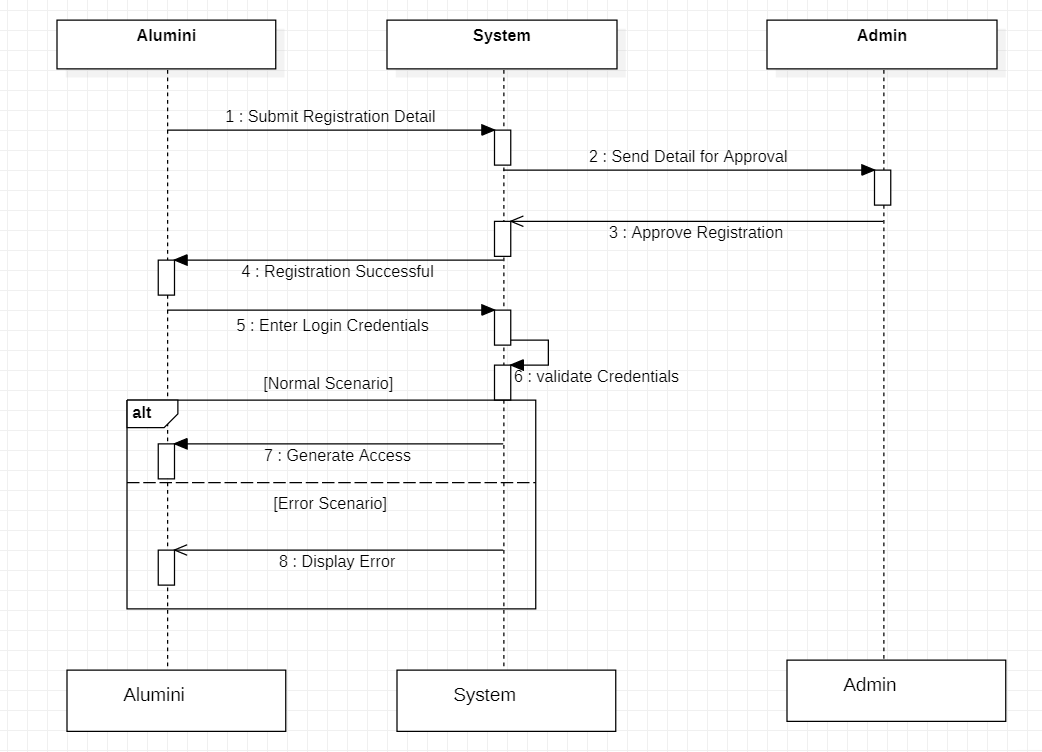 Alumini
System
Admin
1 : Submit Registration Detail
2 : Send Detail for Approval
3 : Approve Registration
4 : Registration Successful
5 : Enter Login Credentials
6 : validate Credentials
[Normal Scenario]
alt
7 : Generate Access
[Error Scenario]
8 : Display Error
Alumini
System
Admin